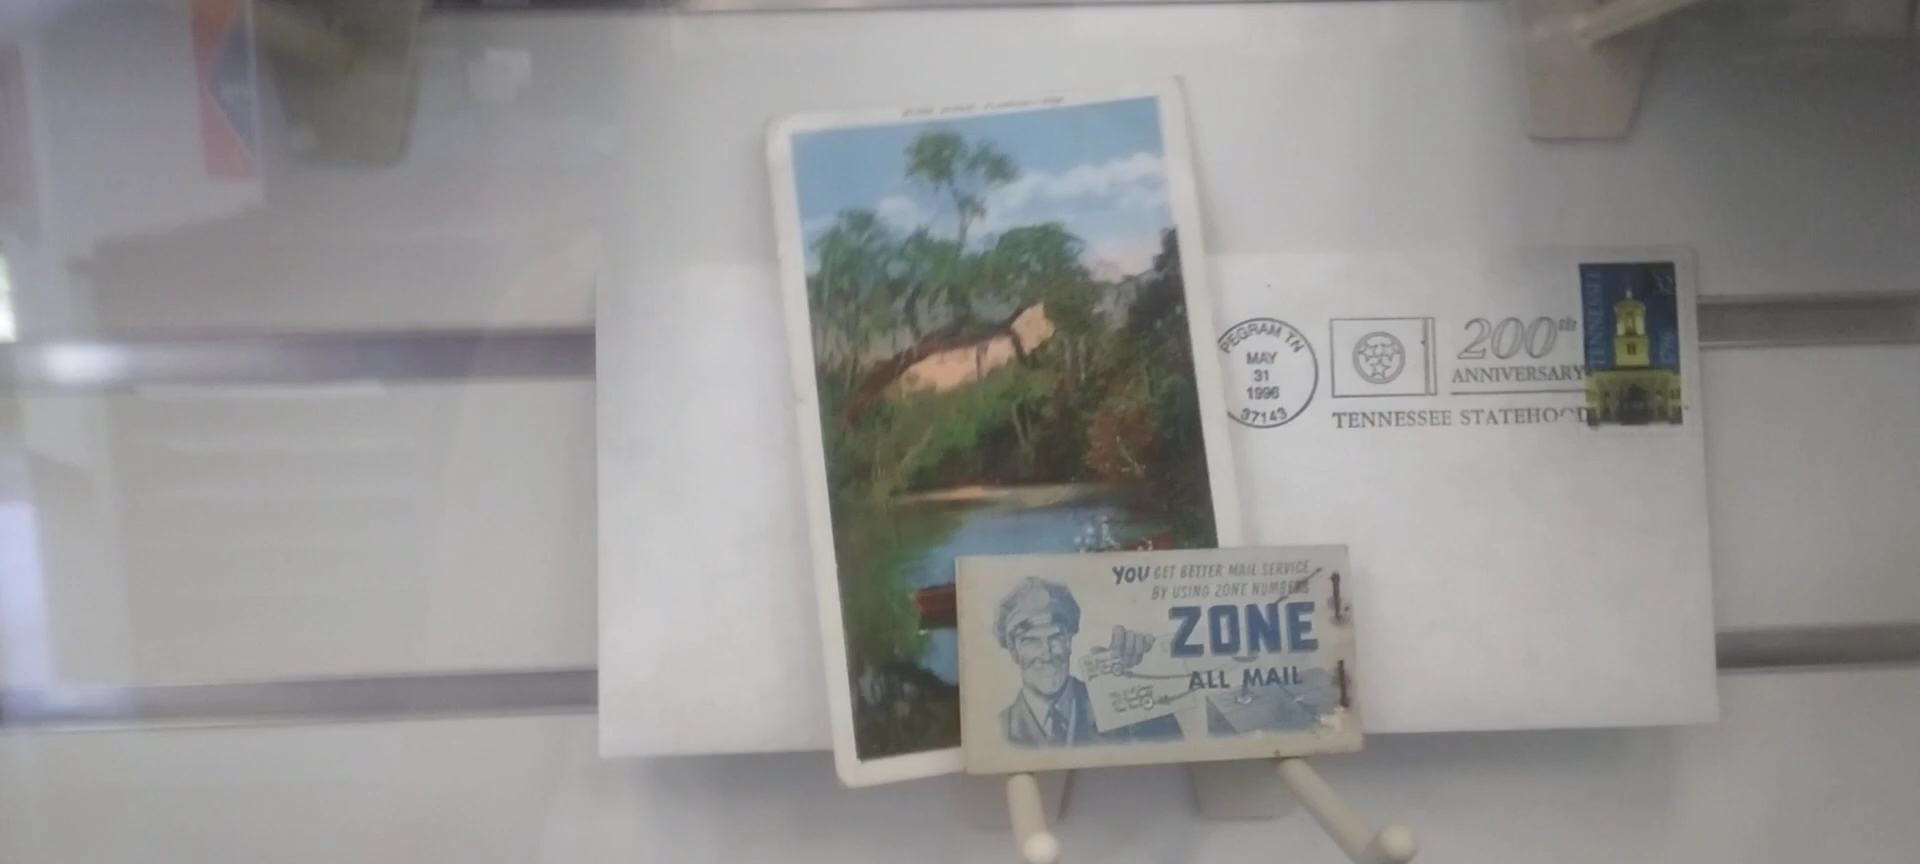 PEGRAM TN
MAY
31
1996
37143
200th
ANNIVERSARY
TENNESSEE STATEHOOD
TENNESSEE
YOU GET BETTER MAIL SERVICE
BY USING ZONE NUMBERS
ZONE
ALL MAIL